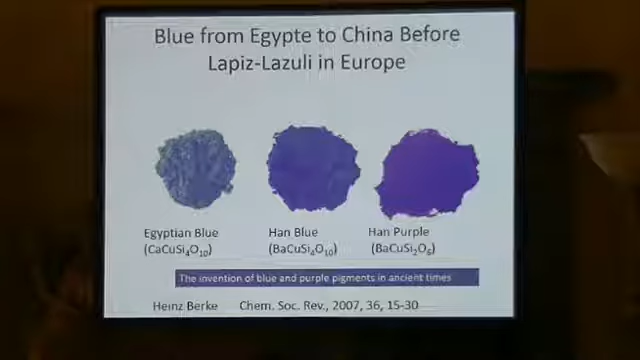 Blue from Egypte to China Before
Lapiz-Lazuli in Europe
Egyptian Blue
(CaCuSi₄O₁₀)
Han Blue
(BaCuSi₄O₁₀)
Han Purple
(BaCuSi₂O₆)
The invention of blue and purple pigments in ancient times
Heinz Berke Chem. Soc. Rev., 2007, 36, 15-30